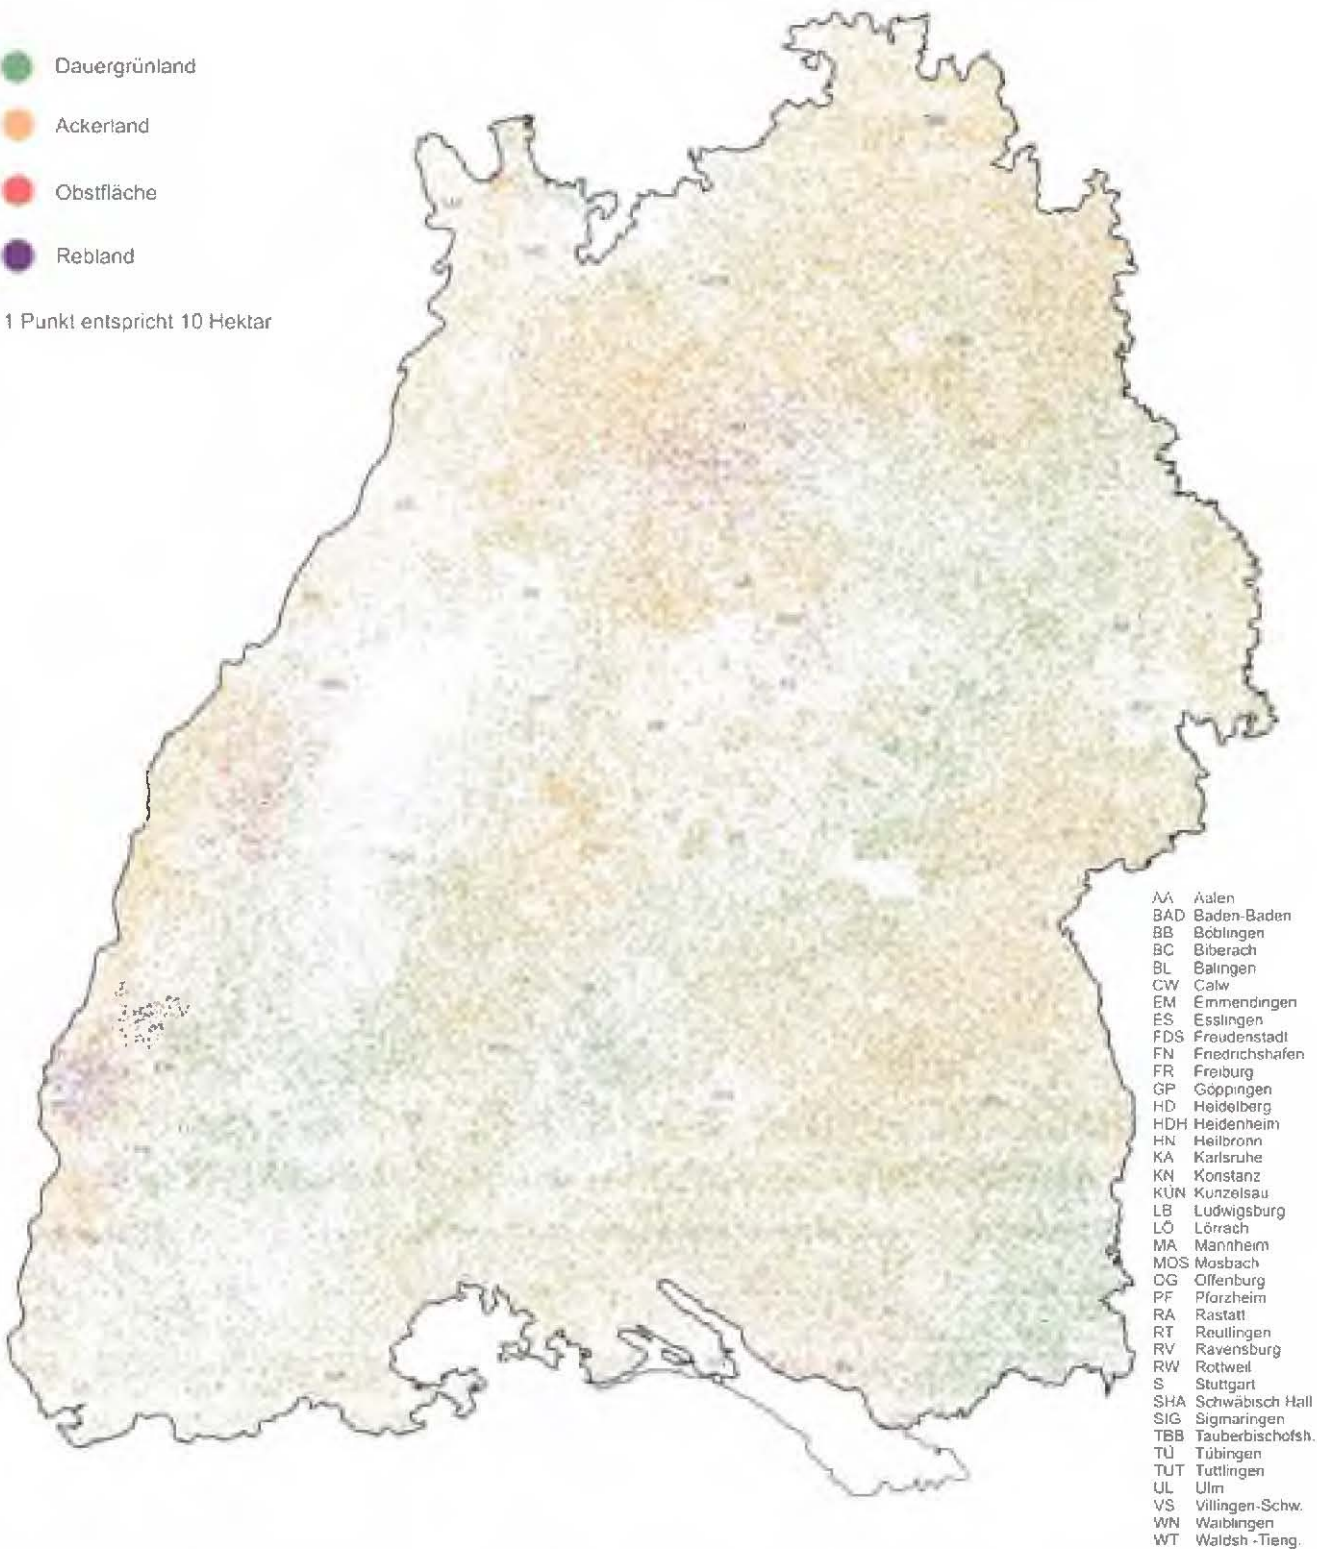 Dauergrünland
Ackerland
Obstfläche
Rebland
1 Punkt entspricht 10 Hektar
AA Aalen
BAD Baden-Baden
BB Böblingen
BC Biberach
BL Balingen
CW Calw
EM Emmendingen
ES Esslingen
FDS Freudenstadt
FN Friedrichshafen
FR Freiburg
GP Göppingen
HD Heidelberg
HDH Heidenheim
HN Heilbronn
KA Karlsruhe
KN Konstanz
KÜN Künzelsau
LB Ludwigsburg
LÖ Lörrach
MA Mannheim
MOS Mosbach
OG Offenburg
PF Pforzheim
RA Rastatt
RT Reutlingen
RV Ravensburg
RW Rottweil
S Stuttgart
SHA Schwäbisch Hall
SIG Sigmaringen
TBB Tauberbischofsh.
TÜ Tübingen
TUT Tuttlingen
UL Ulm
VS Villingen-Schw.
WN Waiblingen
WT Waldsh.-Tieng.